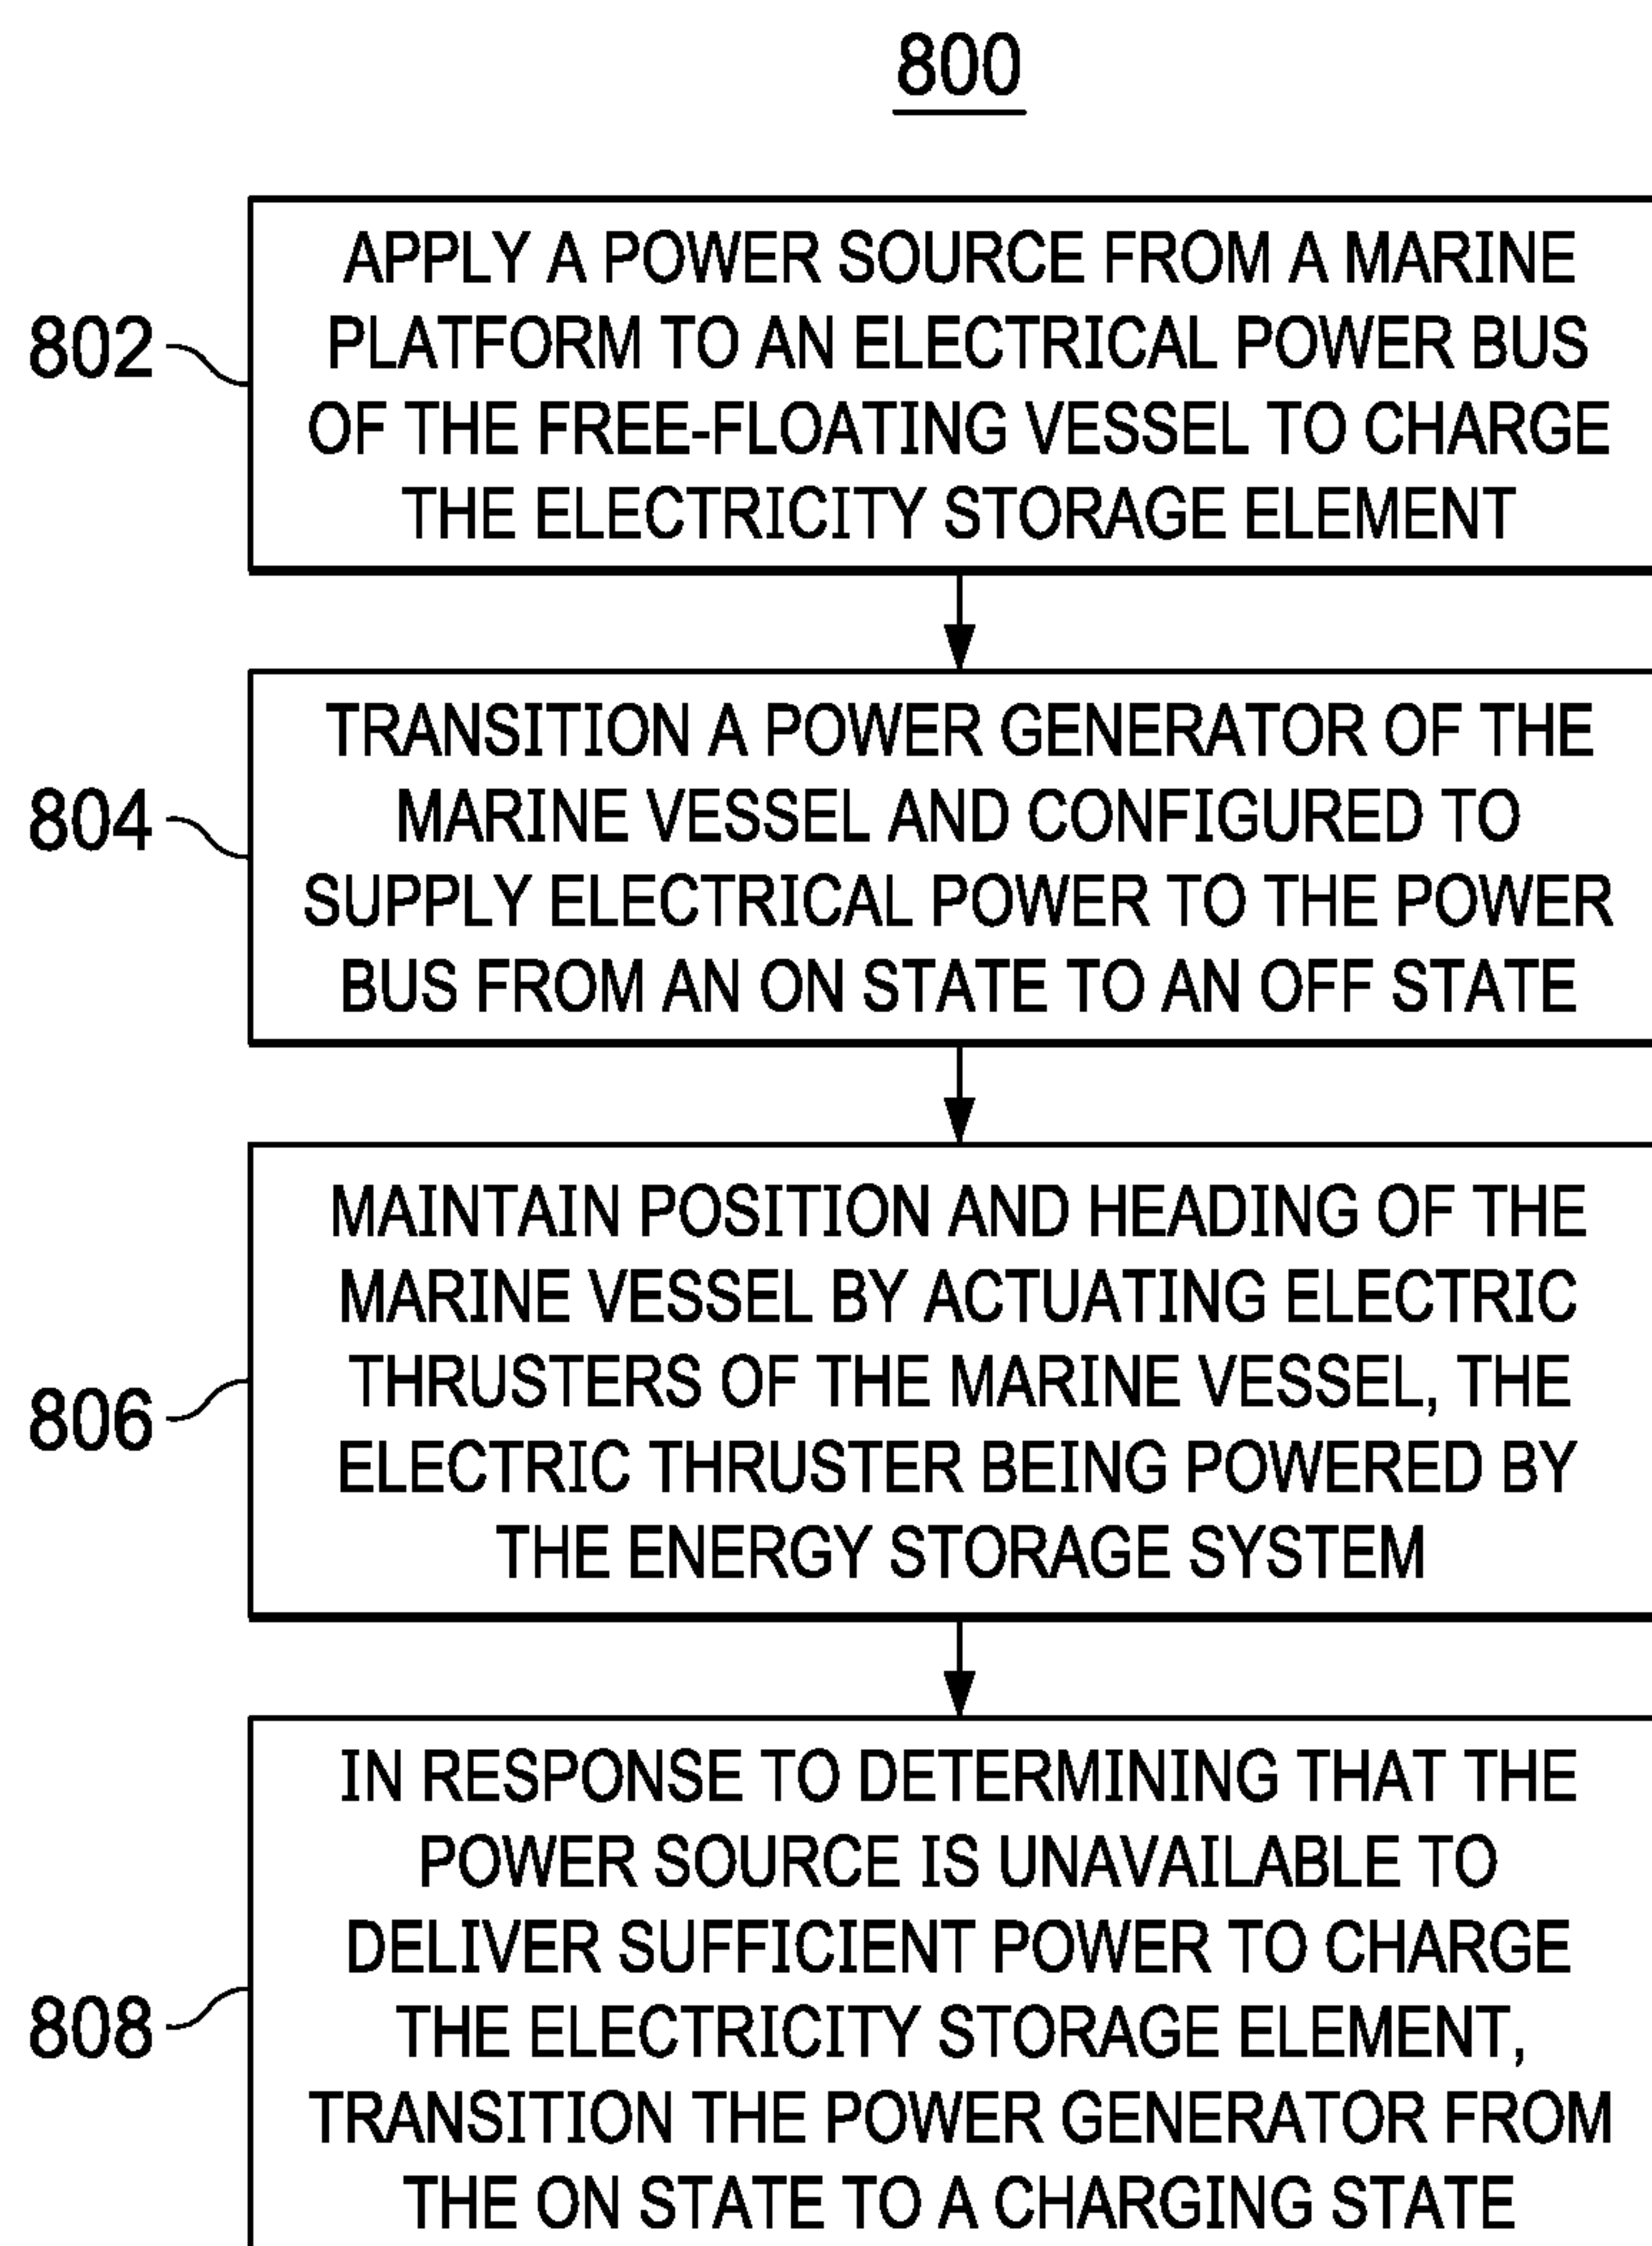 800
802
APPLY A POWER SOURCE FROM A MARINE
PLATFORM TO AN ELECTRICAL POWER BUS
OF THE FREE-FLOATING VESSEL TO CHARGE
THE ELECTRICITY STORAGE ELEMENT
804
TRANSITION A POWER GENERATOR OF THE
MARINE VESSEL AND CONFIGURED TO
SUPPLY ELECTRICAL POWER TO THE POWER
BUS FROM AN ON STATE TO AN OFF STATE
806
MAINTAIN POSITION AND HEADING OF THE
MARINE VESSEL BY ACTUATING ELECTRIC
THRUSTERS OF THE MARINE VESSEL, THE
ELECTRIC THRUSTER BEING POWERED BY
THE ENERGY STORAGE SYSTEM
808
IN RESPONSE TO DETERMINING THAT THE
POWER SOURCE IS UNAVAILABLE TO
DELIVER SUFFICIENT POWER TO CHARGE
THE ELECTRICITY STORAGE ELEMENT,
TRANSITION THE POWER GENERATOR FROM
THE ON STATE TO A CHARGING STATE